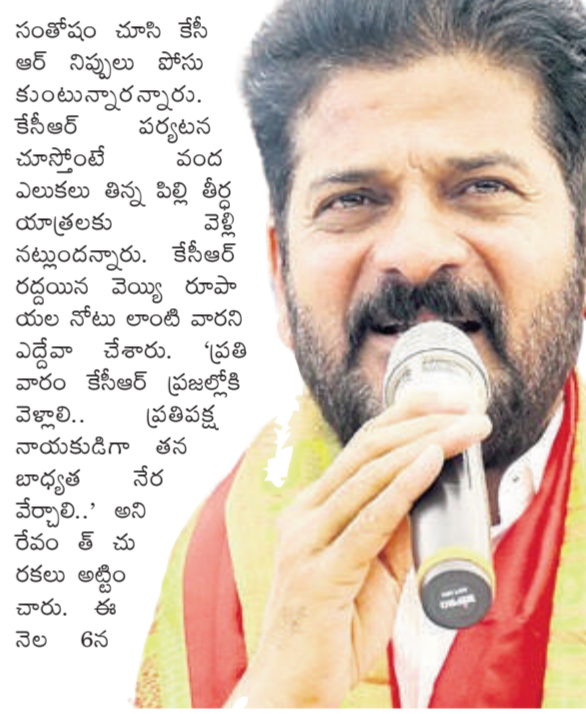 సంతోషం చూసి కేసీ
ఆర్ నిప్పులు పోసు
కుంటున్నారన్నారు.
కేసీఆర్ పర్యటన
చూస్తోంటే వంద
ఎలుకలు తిన్న పిల్లి తీర్థ
యాత్రలకు వెళ్లి
నట్లుందన్నారు. కేసీఆర్
రద్దయిన వెయ్యి రూపా
యల నోటు లాంటి వారని
ఎద్దేవా చేశారు. ‘ప్రతి
వారం కేసీఆర్ ప్రజల్లోకి
వెళ్లాలి.. ప్రతిపక్ష
నాయకుడిగా తన
బాధ్యత నేర
వేర్చాలి..’ అని
రేవం త్ చు
రకలు అట్టిం
చారు. ఈ
నెల 6న